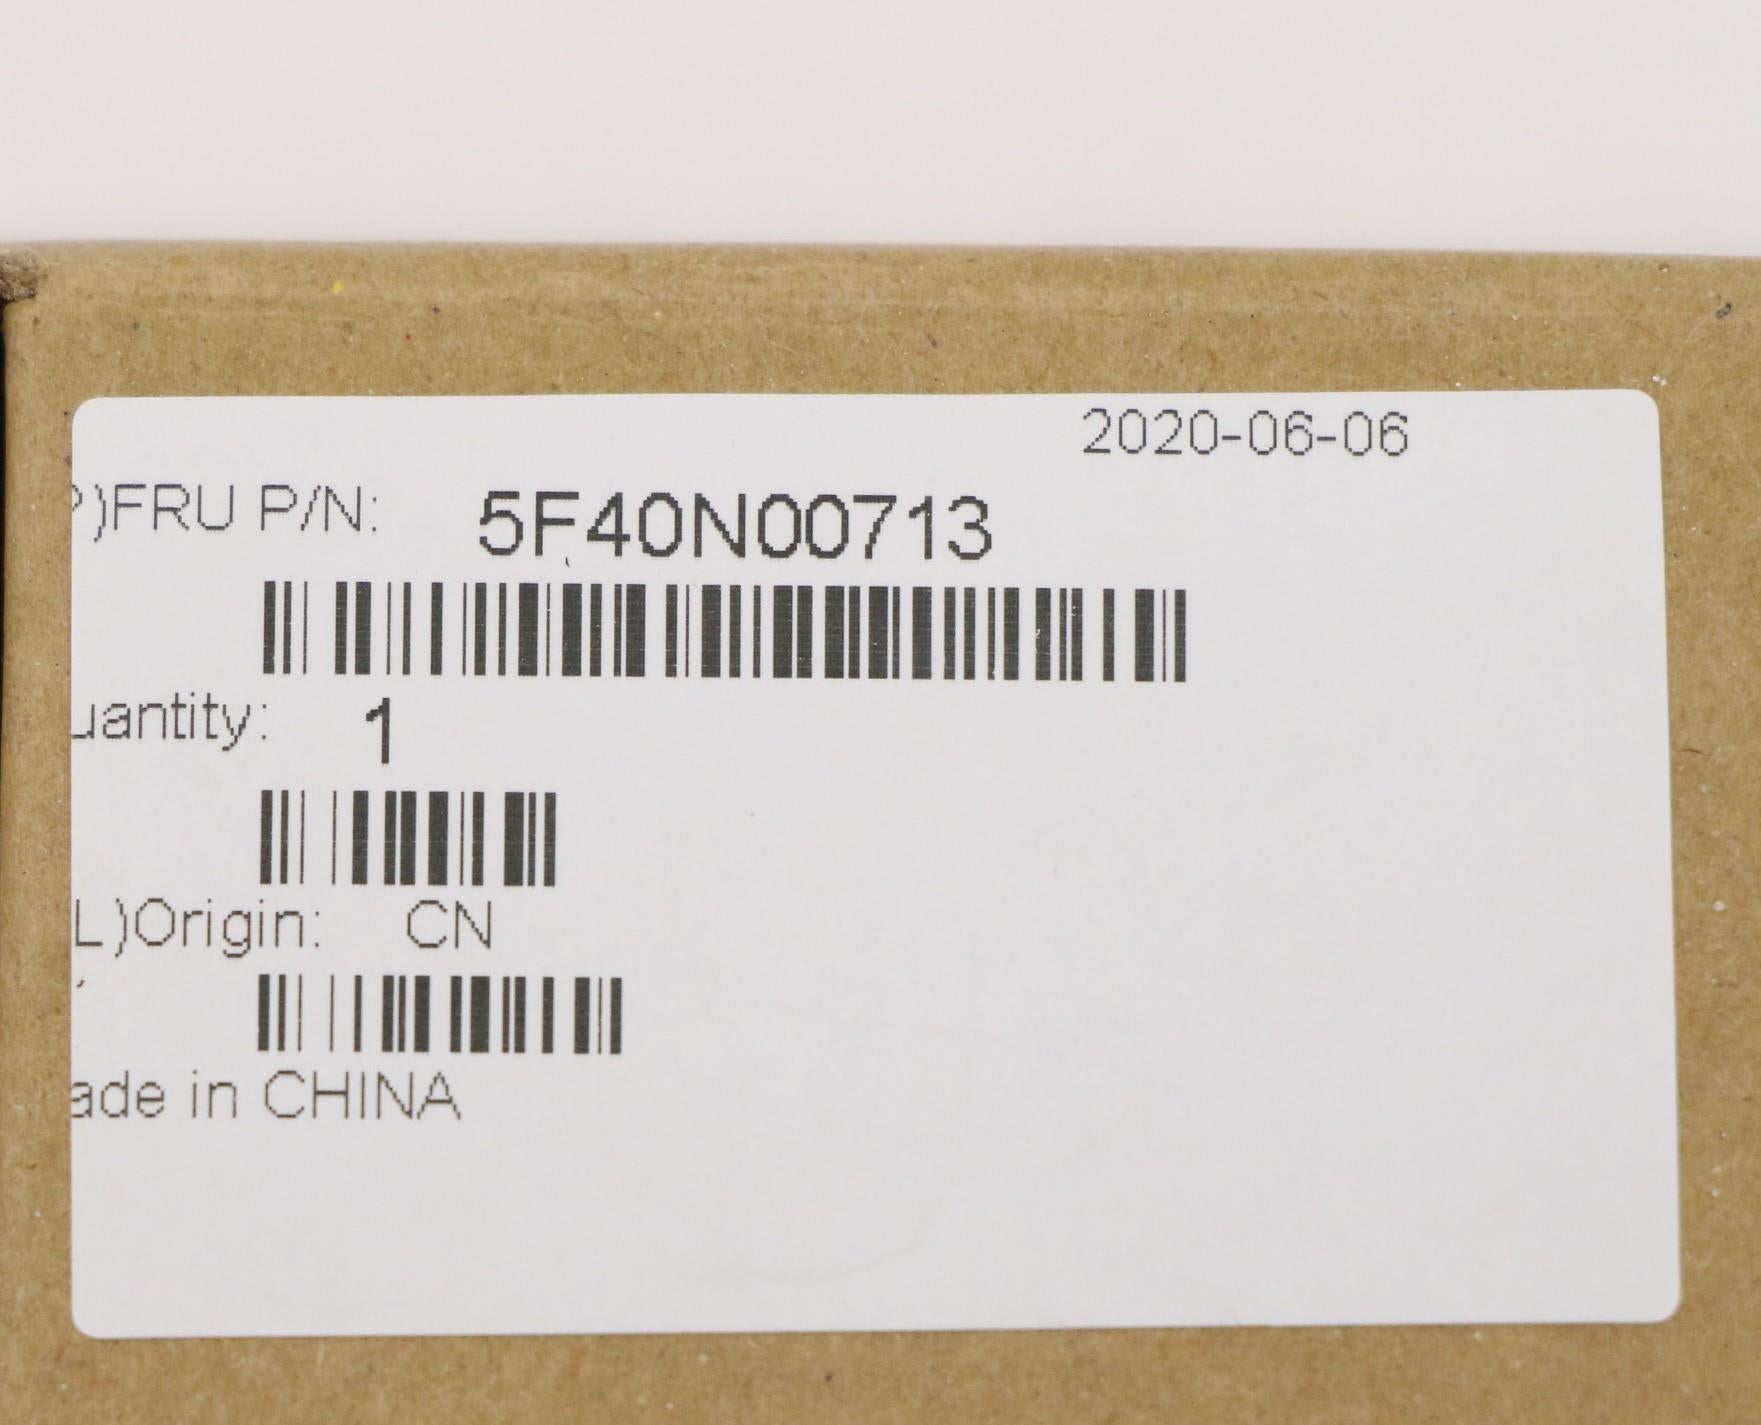 2020-06-06
P)FRU P/N: 5F40N00713
uantity: 1
L)Origin: CN
ade in CHINA